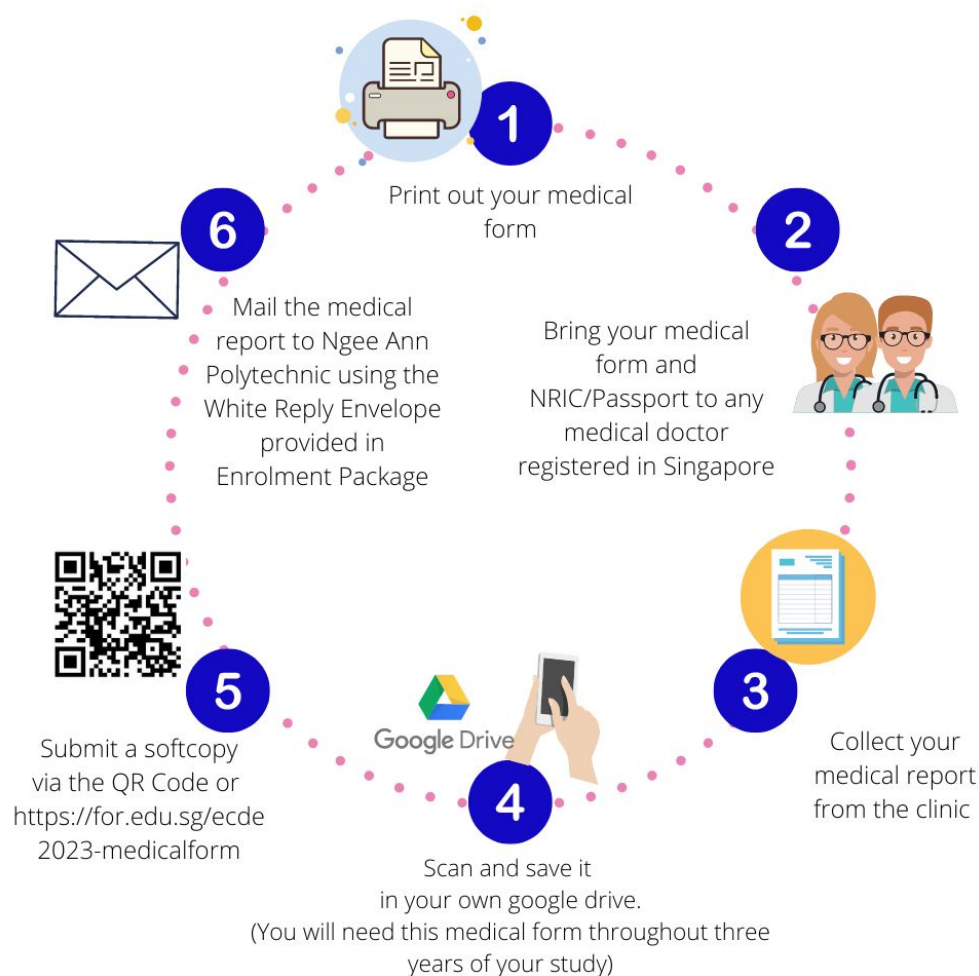 1
Print out your medical
form
2
Bring your medical
form and
NRIC/Passport to any
medical doctor
registered in Singapore
3
Collect your
medical report
from the clinic
Google Drive
4
Scan and save it
in your own google drive.
(You will need this medical form throughout three
years of your study)
5
Submit a softcopy
via the QR Code or
https://for.edu.sg/ecde
2023-medicalform
6
Mail the medical
report to Ngee Ann
Polytechnic using the
White Reply Envelope
provided in
Enrolment Package